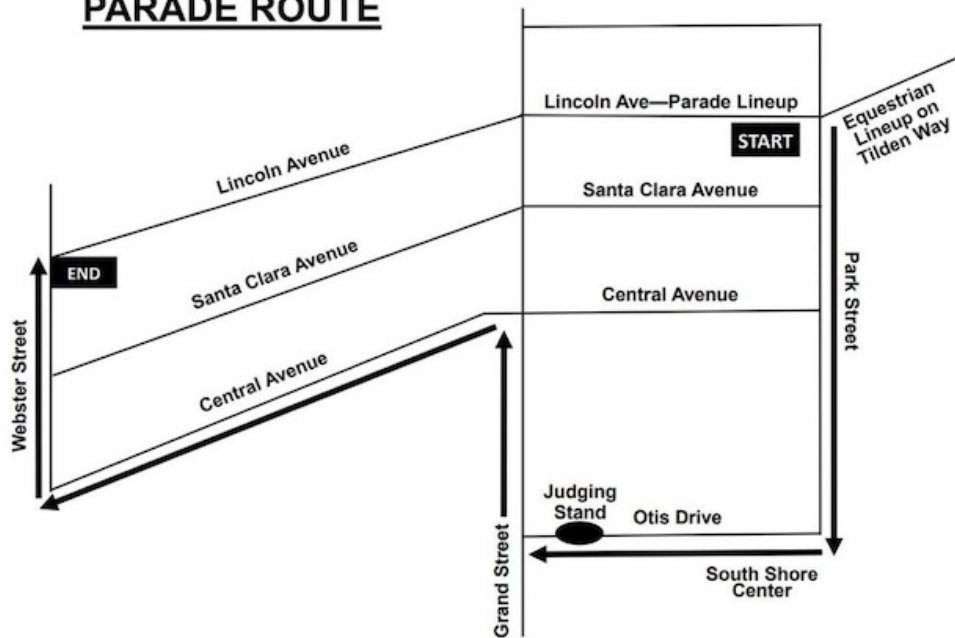 PARADE ROUTE
Lincoln Ave—Parade Lineup
START
Equestrian
Lineup on
Tilden Way
Lincoln Avenue
Santa Clara Avenue
END
Santa Clara Avenue
Park Street
Central Avenue
Webster Street
Central Avenue
Judging
Stand
Otis Drive
Grand Street
South Shore
Center